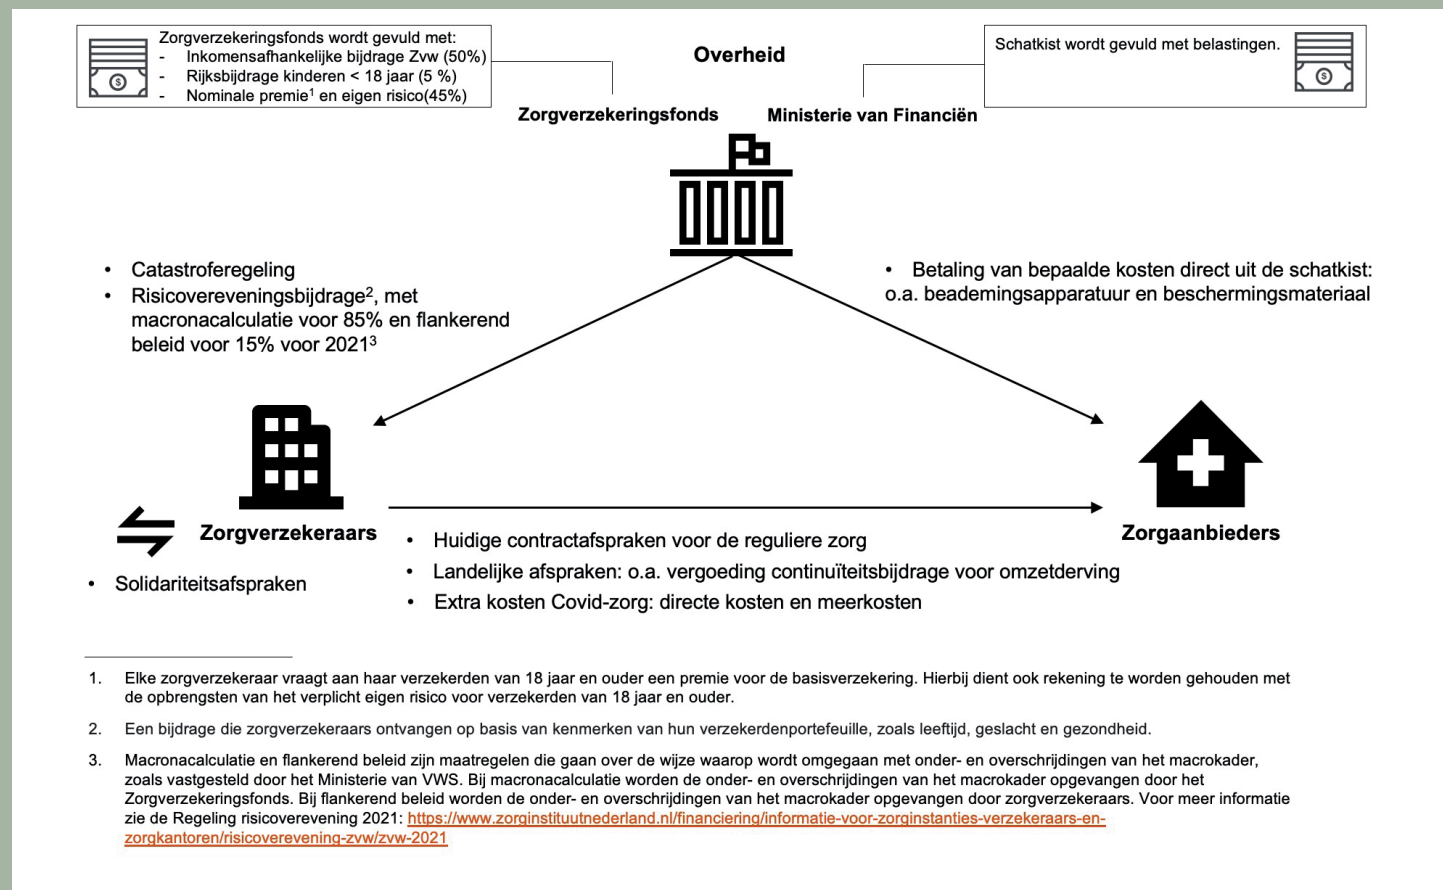 Zorgverzekeringsfonds wordt gevuld met:
- Inkomensafhankelijke bijdrage Zvw (50%)
- Rijksbijdrage kinderen < 18 jaar (5 %)
- Nominale premie¹ en eigen risico(45%)
Overheid
Schatkist wordt gevuld met belastingen.
Zorgverzekeringsfonds
Ministerie van Financiën
• Catastroferegeling
• Risicovereveningsbijdrage², met
macronacalculatie voor 85% en flankerend
beleid voor 15% voor 2021³
• Betaling van bepaalde kosten direct uit de schatkist:
o.a. beademingsapparatuur en beschermingsmateriaal
Zorgverzekeraars
Zorgaanbieders
• Solidariteitsafspraken
• Huidige contractafspraken voor de reguliere zorg
• Landelijke afspraken: o.a. vergoeding continuïteitsbijdrage voor omzetderving
• Extra kosten Covid-zorg: directe kosten en meerkosten
1. Elke zorgverzekeraar vraagt aan haar verzekerden van 18 jaar en ouder een premie voor de basisverzekering. Hierbij dient ook rekening te worden gehouden met
de opbrengsten van het verplicht eigen risico voor verzekerden van 18 jaar en ouder.
2. Een bijdrage die zorgverzekeraars ontvangen op basis van kenmerken van hun verzekerdenportefeuille, zoals leeftijd, geslacht en gezondheid.
3. Macronacalculatie en flankerend beleid zijn maatregelen die gaan over de wijze waarop wordt omgegaan met onder- en overschrijdingen van het macrokader,
zoals vastgesteld door het Ministerie van VWS. Bij macronacalculatie worden de onder- en overschrijdingen van het macrokader opgevangen door het
Zorgverzekeringsfonds. Bij flankerend beleid worden de onder- en overschrijdingen van het macrokader opgevangen door zorgverzekeraars. Voor meer informatie
zie de Regeling risicoverevening 2021: https://www.zorginstituutnederland.nl/financiering/informatie-voor-zorginstanties-verzekeraars-en-
zorgkantoren/risicoverevening-zvw/zvw-2021